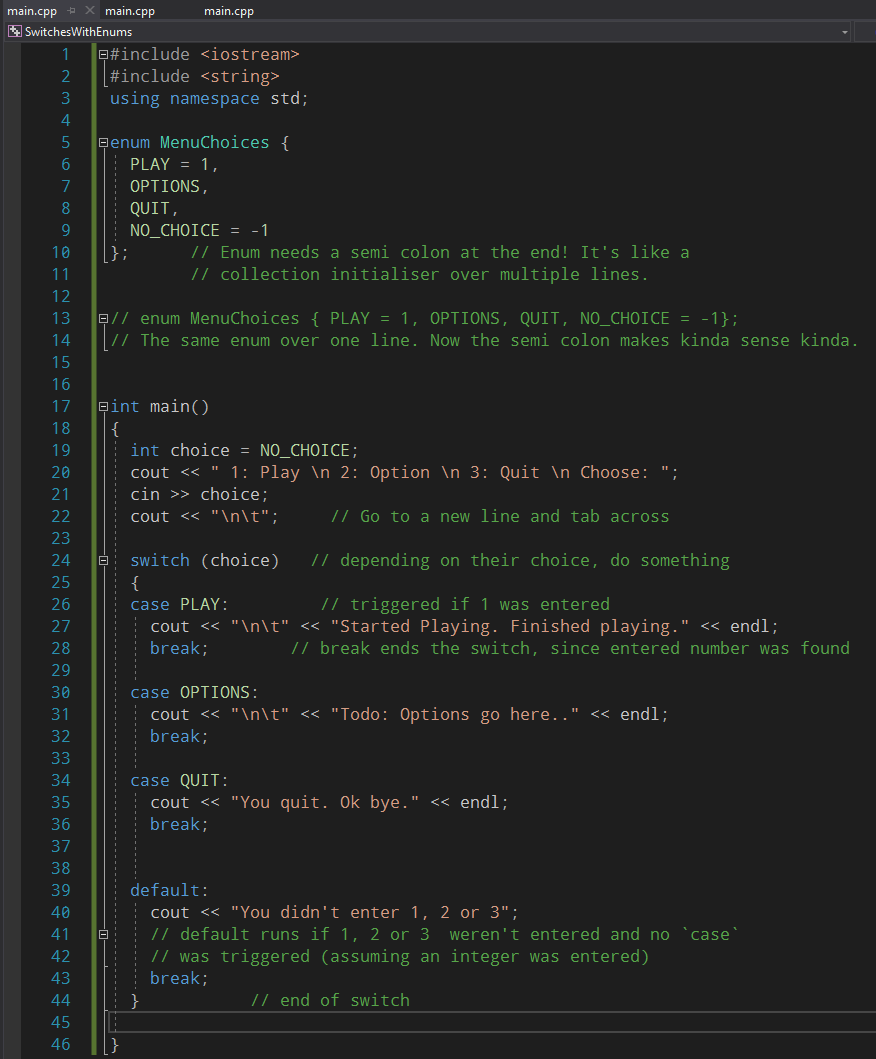 main.cpp main.cpp main.cpp
SwitchesWithEnums
1 #include <iostream>
2 #include <string>
3 using namespace std;
4
5 enum MenuChoices {
6 PLAY = 1,
7 OPTIONS,
8 QUIT,
9 NO_CHOICE = -1
10 }; // Enum needs a semi colon at the end! It's like a
11 // collection initialiser over multiple lines.
12
13 // enum MenuChoices { PLAY = 1, OPTIONS, QUIT, NO_CHOICE = -1};
14 // The same enum over one line. Now the semi colon makes kinda sense kinda.
15
16
17 int main()
18 {
19 int choice = NO_CHOICE;
20 cout << " 1: Play \n 2: Option \n 3: Quit \n Choose: ";
21 cin >> choice;
22 cout << "\n\t"; // Go to a new line and tab across
23
24 switch (choice) // depending on their choice, do something
25 {
26 case PLAY: // triggered if 1 was entered
27 cout << "\n\t" << "Started Playing. Finished playing." << endl;
28 break; // break ends the switch, since entered number was found
29
30 case OPTIONS:
31 cout << "\n\t" << "Todo: Options go here.." << endl;
32 break;
33
34 case QUIT:
35 cout << "You quit. Ok bye." << endl;
36 break;
37
38
39 default:
40 cout << "You didn't enter 1, 2 or 3";
41 // default runs if 1, 2 or 3  weren't entered and no `case`
42 // was triggered (assuming an integer was entered)
43 break;
44 } // end of switch
45
46 }